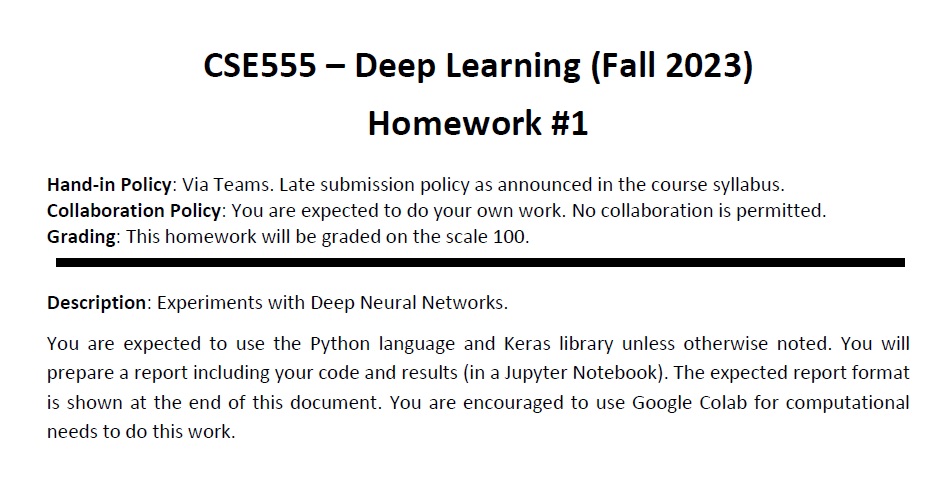 CSE555 – Deep Learning (Fall 2023)
Homework #1
Hand-in Policy: Via Teams. Late submission policy as announced in the course syllabus.
Collaboration Policy: You are expected to do your own work. No collaboration is permitted.
Grading: This homework will be graded on the scale 100.
Description: Experiments with Deep Neural Networks.
You are expected to use the Python language and Keras library unless otherwise noted. You will
prepare a report including your code and results (in a Jupyter Notebook). The expected report format
is shown at the end of this document. You are encouraged to use Google Colab for computational
needs to do this work.